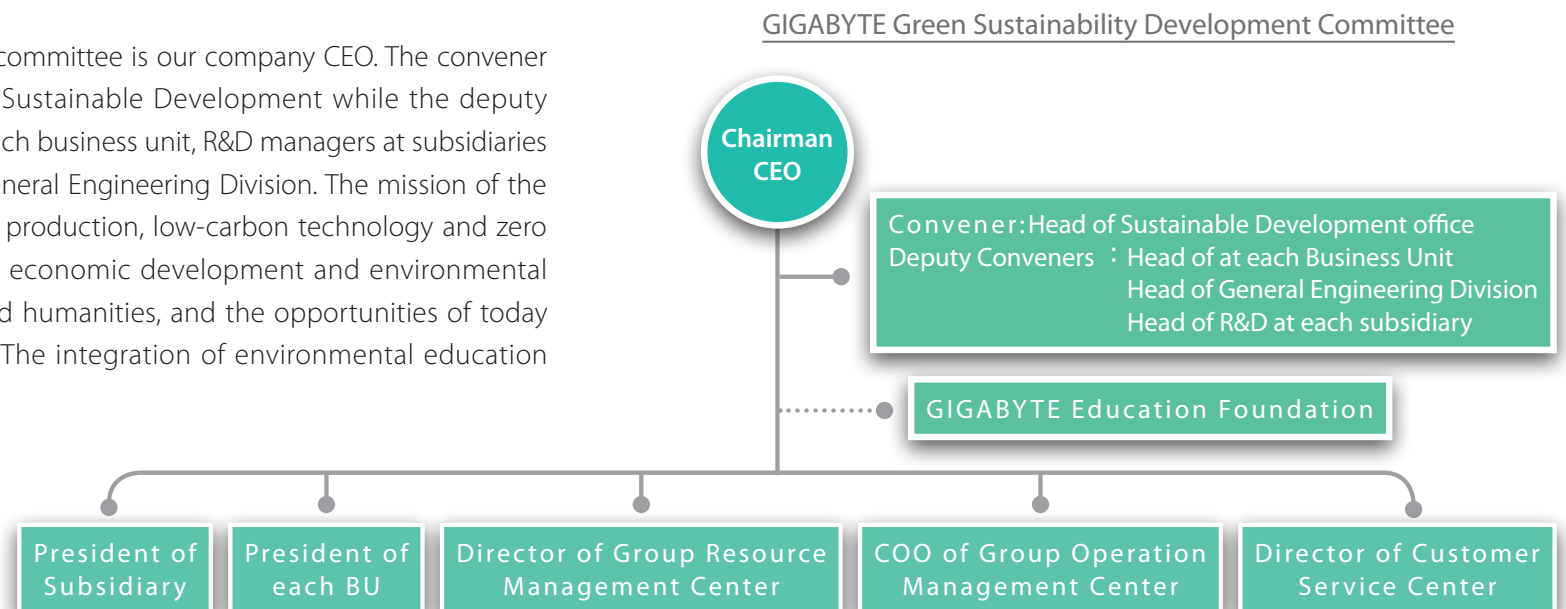 committee is our company CEO. The convener
Sustainable Development while the deputy
ch business unit, R&D managers at subsidiaries
neral Engineering Division. The mission of the
production, low-carbon technology and zero
economic development and environmental
d humanities, and the opportunities of today
The integration of environmental education
GIGABYTE Green Sustainability Development Committee
Chairman
CEO
Convener:Head of Sustainable Development office
Deputy Conveners : Head of at each Business Unit
Head of General Engineering Division
Head of R&D at each subsidiary
GIGABYTE Education Foundation
President of
Subsidiary
President of
each BU
Director of Group Resource
Management Center
COO of Group Operation
Management Center
Director of Customer
Service Center